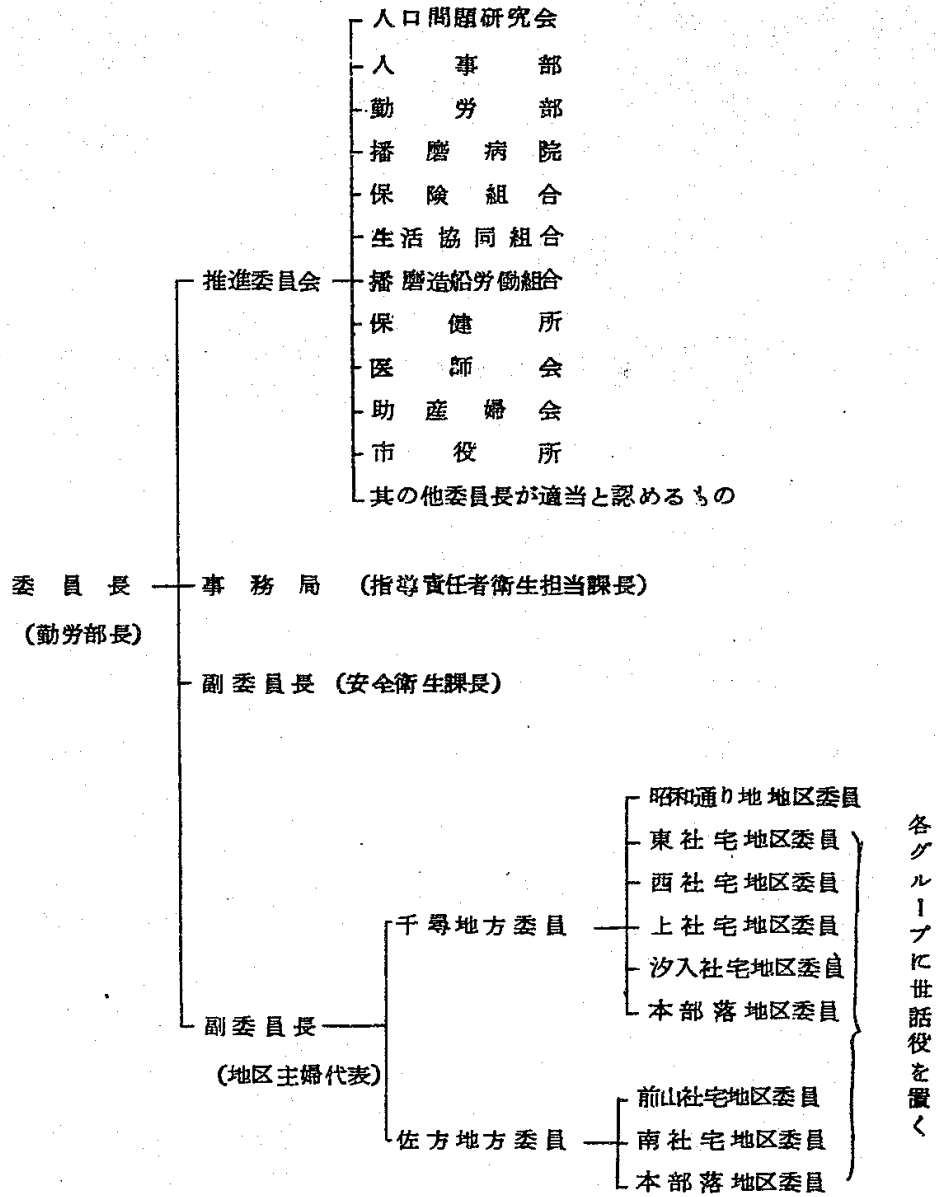 人口問題研究会
人事部
勤労部
播磨病院
保険組合
生活協同組合
推進委員会
播磨造船労働組合
保健所
医師会
助産婦会
市役所
其の他委員長が適当と認めるもの
委員長
(勤労部長)
事務局 (指導責任者衛生担当課長)
副委員長 (安全衛生課長)
昭和通り地地区委員
東社宅地区委員
西社宅地区委員
千尋地方委員
上社宅地区委員
汐入社宅地区委員
本部落地区委員
副委員長
(地区主婦代表)
前山社宅地区委員
佐方地方委員
南社宅地区委員
本部落地区委員
各グループに世話役を置く